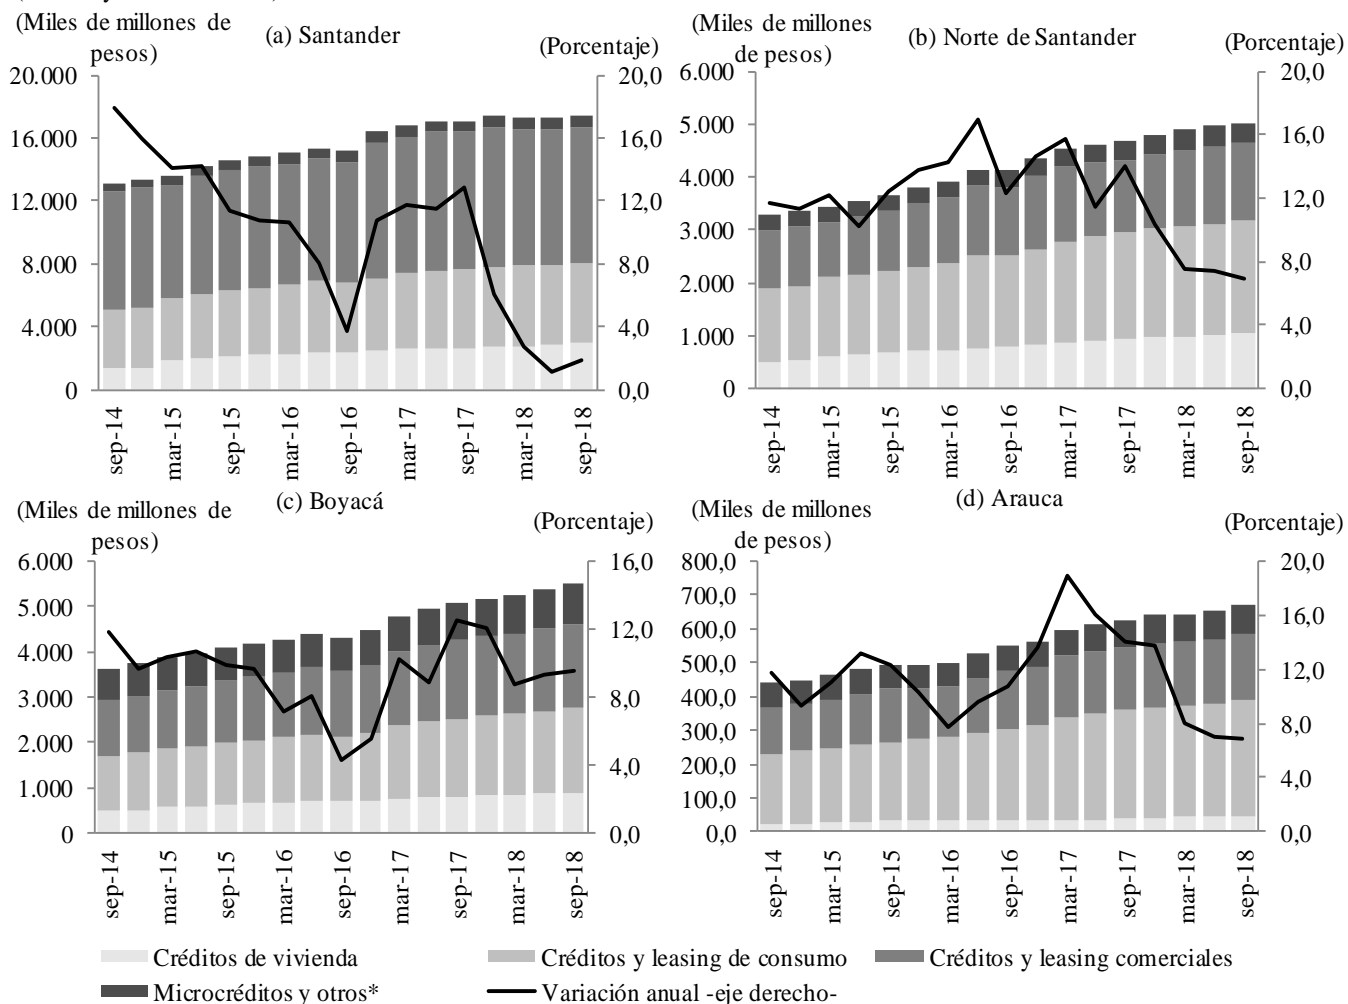 (Miles de millones de
pesos)
(a) Santander
(Porcentaje)
20.000
16.000
12.000
8.000
4.000
0
20,0
16,0
12,0
8,0
4,0
0,0
sep-14
mar-15
sep-15
mar-16
sep-16
mar-17
sep-17
mar-18
sep-18
(Miles de millones
de pesos)
(b) Norte de Santander
(Porcentaje)
6.000
5.000
4.000
3.000
2.000
1.000
0
20,0
16,0
12,0
8,0
4,0
0,0
sep-14
mar-15
sep-15
mar-16
sep-16
mar-17
sep-17
mar-18
sep-18
(Miles de millones de
pesos)
(c) Boyacá
(Porcentaje)
6.000
5.000
4.000
3.000
2.000
1.000
0
16,0
12,0
8,0
4,0
0,0
sep-14
mar-15
sep-15
mar-16
sep-16
mar-17
sep-17
mar-18
sep-18
(Miles de millones
de pesos)
(d) Arauca
(Porcentaje)
800,0
700,0
600,0
500,0
400,0
300,0
200,0
100,0
0,0
20,0
16,0
12,0
8,0
4,0
0,0
sep-14
mar-15
sep-15
mar-16
sep-16
mar-17
sep-17
mar-18
sep-18
Créditos de vivienda
Créditos y leasing de consumo
Créditos y leasing comerciales
Microcréditos y otros*
Variación anual -eje derecho-